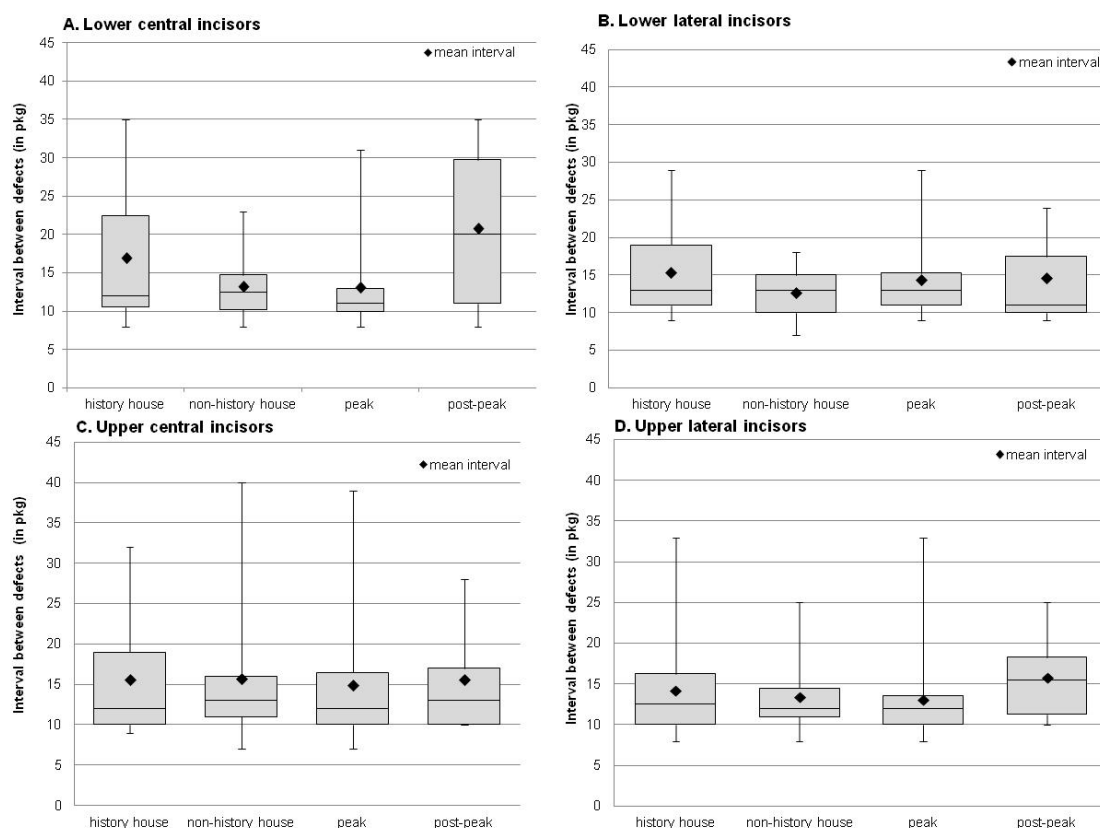 A. Lower central incisors
◆ mean interval
Interval between defects (in pkg)
45
40
35
30
25
20
15
10
5
0
history house non-history house peak post-peak
B. Lower lateral incisors
◆ mean interval
Interval between defects (in pkg)
45
40
35
30
25
20
15
10
5
0
history house non-history house peak post-peak
C. Upper central incisors
◆ mean interval
Interval between defects (in pkg)
45
40
35
30
25
20
15
10
5
0
history house non-history house peak post-peak
D. Upper lateral incisors
◆ mean interval
Interval between defects (in pkg)
45
40
35
30
25
20
15
10
5
0
history house non-history house peak post-peak